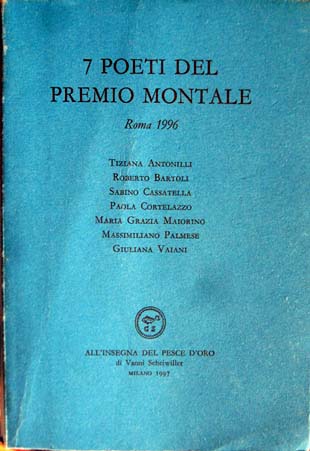 7 POETI DEL
PREMIO MONTALE
Roma 1996
TIZIANA ANTONILLI
ROBERTO BARTOLI
SABINO CASSATELLA
PAOLA CORTELAZZO
MARIA GRAZIA MAIORINO
MASSIMILIANO PALMESE
GIULIANA VAIANI
ALL'INSEGNA DEL PESCE D'ORO
di Vanni Scheiwiller
MILANO 1997